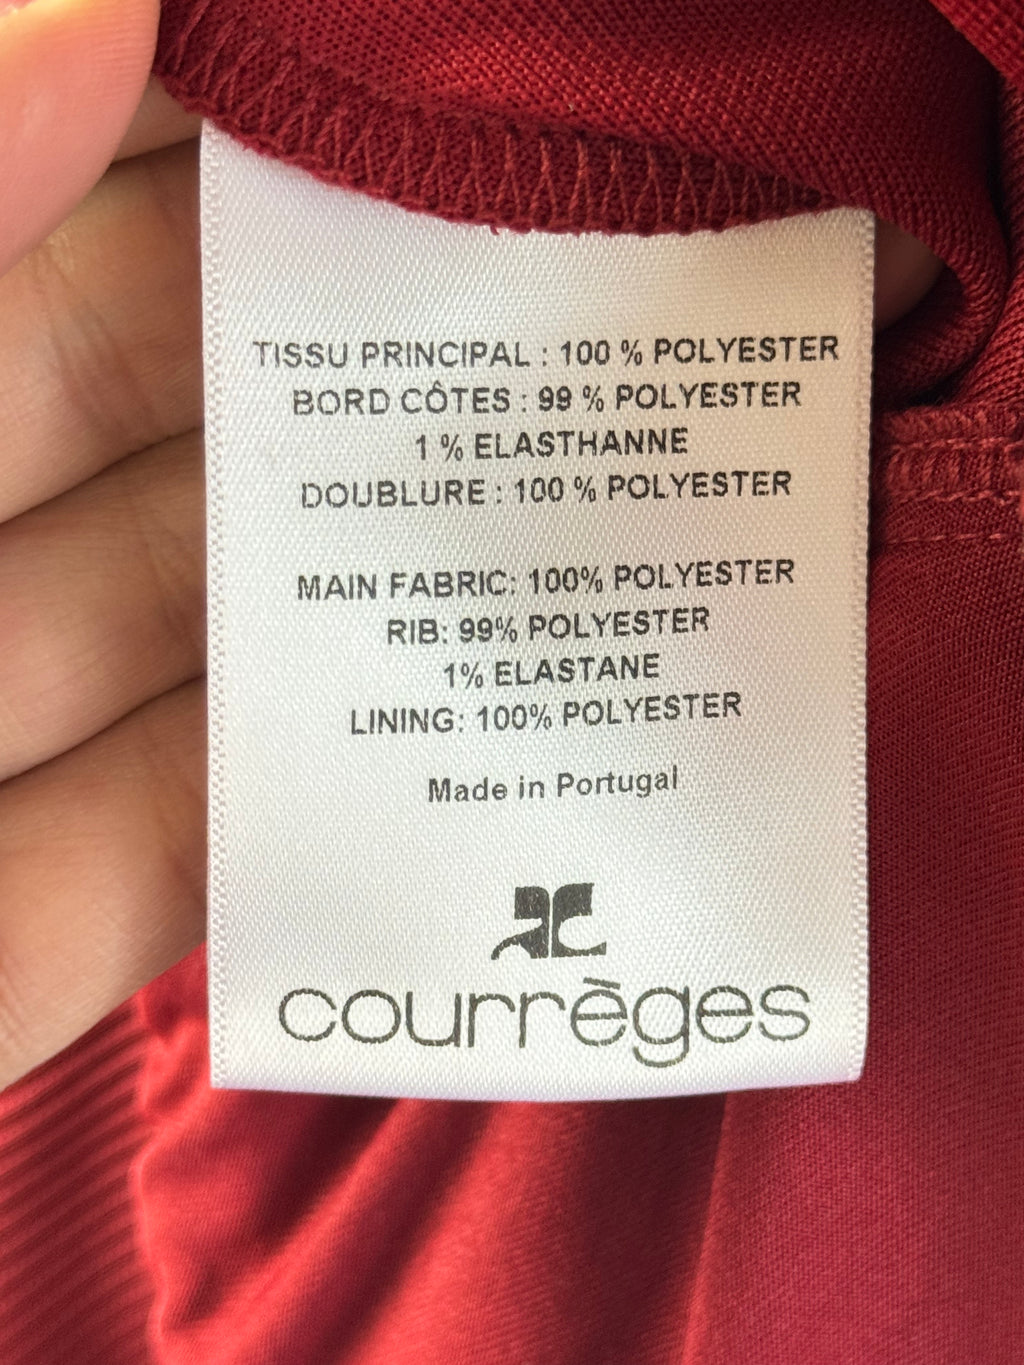 TISSU PRINCIPAL : 100 % POLYESTER
BORD CÔTES : 99 % POLYESTER
1 % ELASTHANNE
DOUBLURE : 100 % POLYESTER
MAIN FABRIC: 100% POLYESTER
RIB: 99% POLYESTER
1% ELASTANE
LINING: 100% POLYESTER
Made in Portugal
courrèges